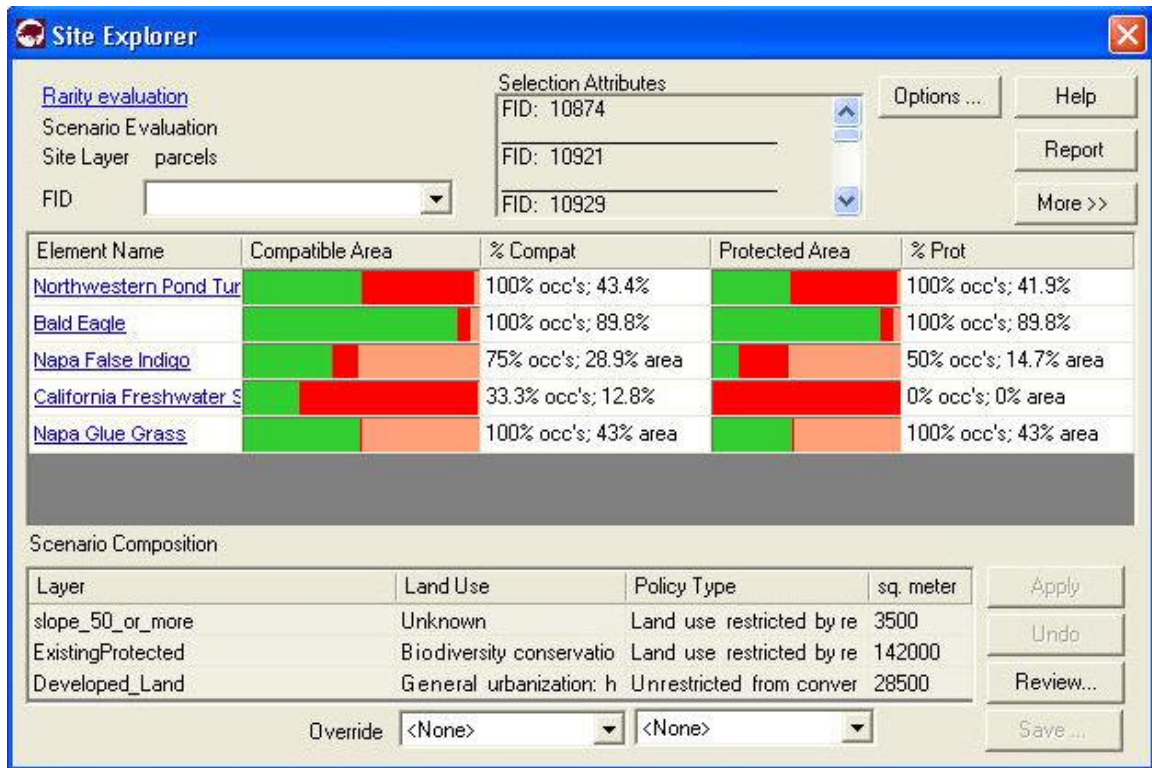 Site Explorer
Rarity evaluation
Scenario Evaluation
Site Layer parcels
FID
Selection Attributes
FID: 10874
FID: 10921
FID: 10929
Options ...
Help
Report
More >>
Element Name Compatible Area % Compat Protected Area % Prot
Northwestern Pond Tur 100% occ's; 43.4% 100% occ's; 41.9%
Bald Eagle 100% occ's; 89.8% 100% occ's; 89.8%
Napa False Indigo 75% occ's; 28.9% area 50% occ's; 14.7% area
California Freshwater S 33.3% occ's; 12.8% 0% occ's; 0% area
Napa Glue Grass 100% occ's; 43% area 100% occ's; 43% area
Scenario Composition
Layer Land Use Policy Type sq. meter
slope_50_or_more Unknown Land use restricted by re 3500
ExistingProtected Biodiversity conservatio Land use restricted by re 142000
Developed_Land General urbanization: h Unrestricted from conver 28500
Override <None> <None>
Apply
Undo
Review...
Save ...